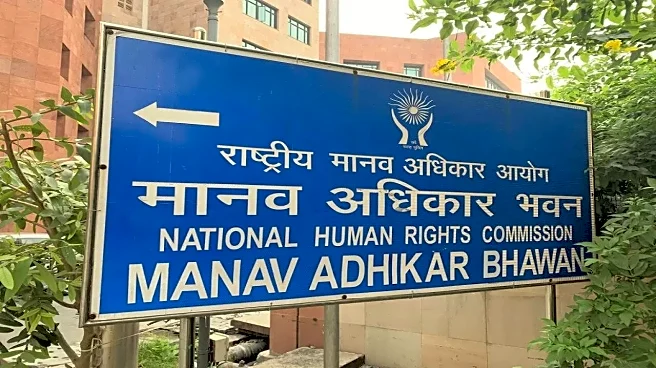 राष्ट्रीय मानव अधिकार आयोग
मानव अधिकार भवन
NATIONAL HUMAN RIGHTS COMMISSION
MANAV ADHIKAR BHAWAN